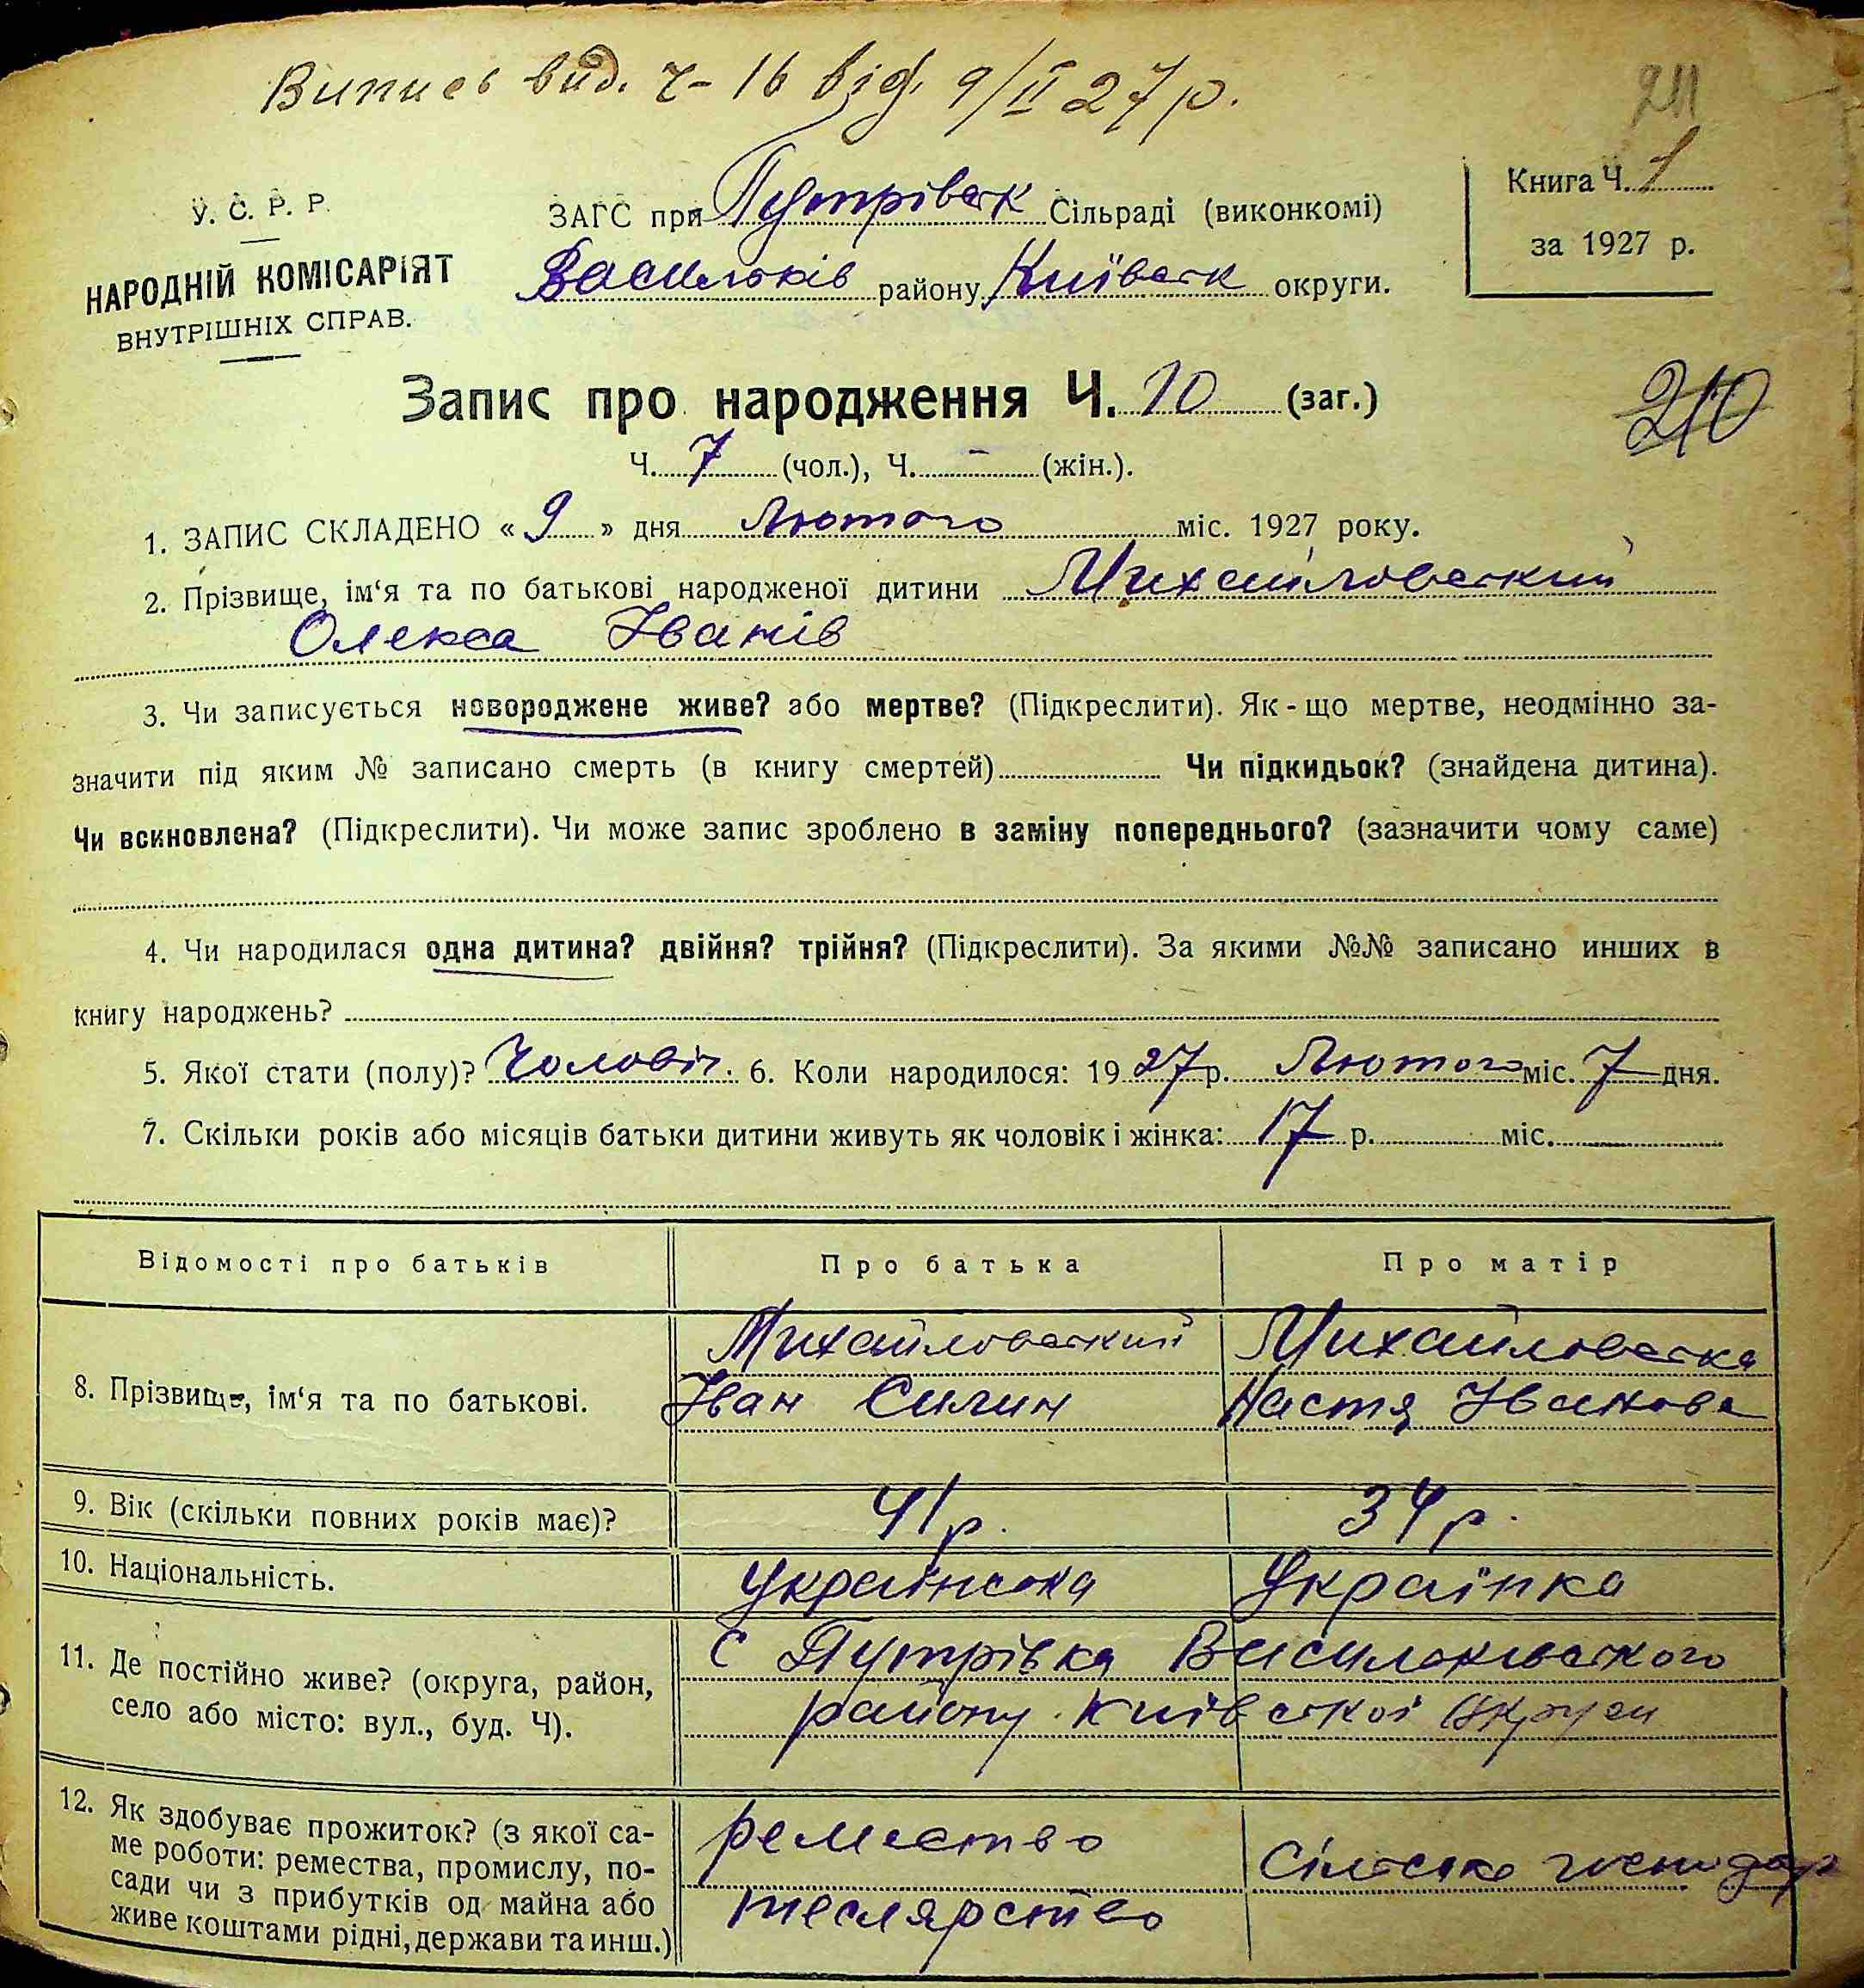 Випись вид. Ч-16 від. 9/II 27 р.
211
У. С. Р. Р.
НАРОДНІЙ КОМІСАРІЯТ
ВНУТРІШНІХ СПРАВ.
ЗАГС при Путрівськ Сільраді (виконкомі)
Васильків району Київськ округи.
Книга Ч. 1
за 1927 р.
Запис про народження Ч. 10 (заг.)
210
Ч. 7 (чол.), Ч. - (жін.).
1. ЗАПИС СКЛАДЕНО « 9 » дня Лютого міс. 1927 року.
2. Прізвище, ім‘я та по батькові народженої дитини Михайловський
Олекса Іванів
3. Чи записується новороджене живе? або мертве? (Підкреслити). Як-що мертве, неодмінно за-
значити під яким № записано смерть (в книгу смертей) Чи підкидьок? (знайдена дитина).
Чи всиновлена? (Підкреслити). Чи може запис зроблено в заміну попереднього? (зазначити чому саме)
4. Чи народилася одна дитина? двійня? трійня? (Підкреслити). За якими №№ записано инших в
книгу народжень?
5. Якої стати (полу)? Чоловіч. 6. Коли народилося: 1927 р. Лютого міс. 7 дня.
7. Скільки років або місяців батьки дитини живуть як чоловік і жінка: 17 р. міс.
Відомості про батьків Про батька Про матір
8. Прізвище, ім‘я та по батькові.
Михайловський
Іван Силин
Михайловська
Настя Іванова
9. Вік (скільки повних років має)? 41 р. 34 р.
10. Національність. Українська Українка
11. Де постійно живе? (округа, район,
село або місто: вул., буд. Ч).
С Путрівка Васильківського
району Київської округи
12. Як здобуває прожиток? (з якої са-
ме роботи: ремества, промислу, по-
сади чи з прибутків од майна або
живе коштами рідні, держави та инш.)
ремество
теслярство
Сільське господар